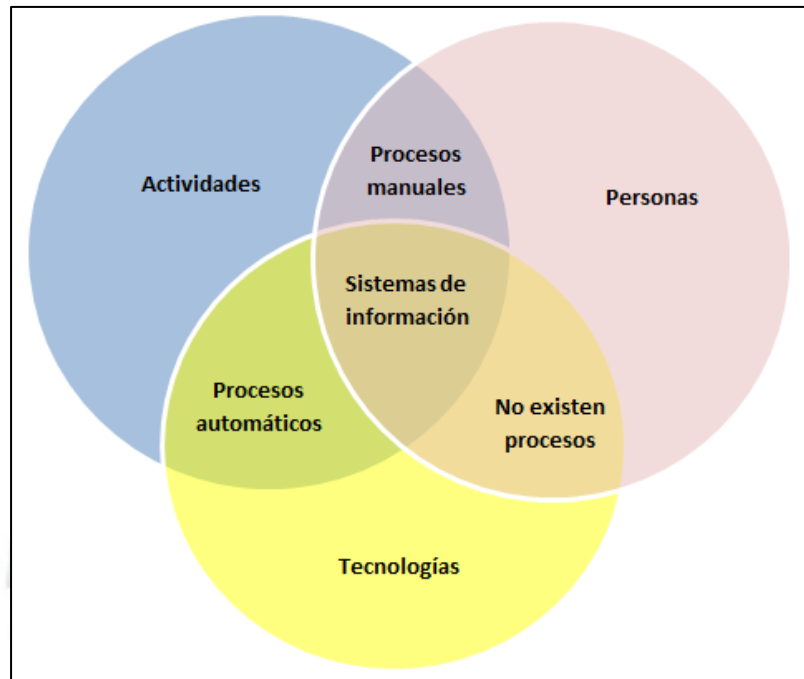 Procesos
manuales
Actividades
Personas
Sistemas de
información
Procesos
automáticos
No existen
procesos
Tecnologías